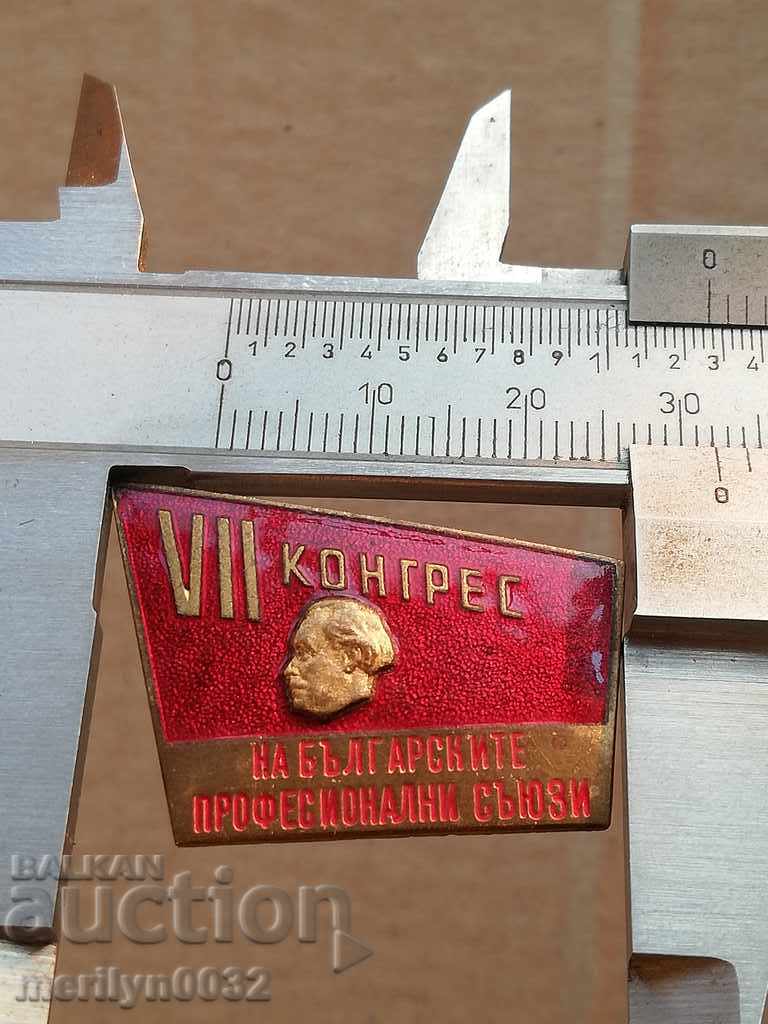 0
1 2 3 4 5 6 7 8 9 1 1 2 3 4
0 10 20 30
0
VII КОНГРЕС
НА БЪЛГАРСКИТЕ
ПРОФЕСИОНАЛНИ СЪЮЗИ
BALKAN
auction
merilyn0032